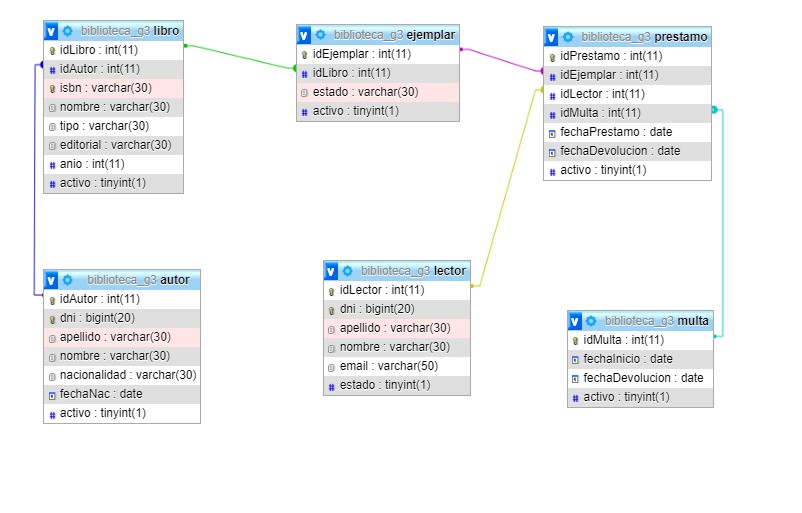 biblioteca_g3 libro
idLibro : int(11)
idAutor : int(11)
isbn : varchar(30)
nombre : varchar(30)
tipo : varchar(30)
editorial : varchar(30)
anio : int(11)
activo : tinyint(1)
biblioteca_g3 ejemplar
idEjemplar : int(11)
idLibro : int(11)
estado : varchar(30)
activo : tinyint(1)
biblioteca_g3 prestamo
idPrestamo : int(11)
idEjemplar : int(11)
idLector : int(11)
idMulta : int(11)
fechaPrestamo : date
fechaDevolucion : date
activo : tinyint(1)
biblioteca_g3 autor
idAutor : int(11)
dni : bigint(20)
apellido : varchar(30)
nombre : varchar(30)
nacionalidad : varchar(30)
fechaNac : date
activo : tinyint(1)
biblioteca_g3 lector
idLector : int(11)
dni : bigint(20)
apellido : varchar(30)
nombre : varchar(30)
email : varchar(50)
estado : tinyint(1)
biblioteca_g3 multa
idMulta : int(11)
fechaInicio : date
fechaDevolucion : date
activo : tinyint(1)